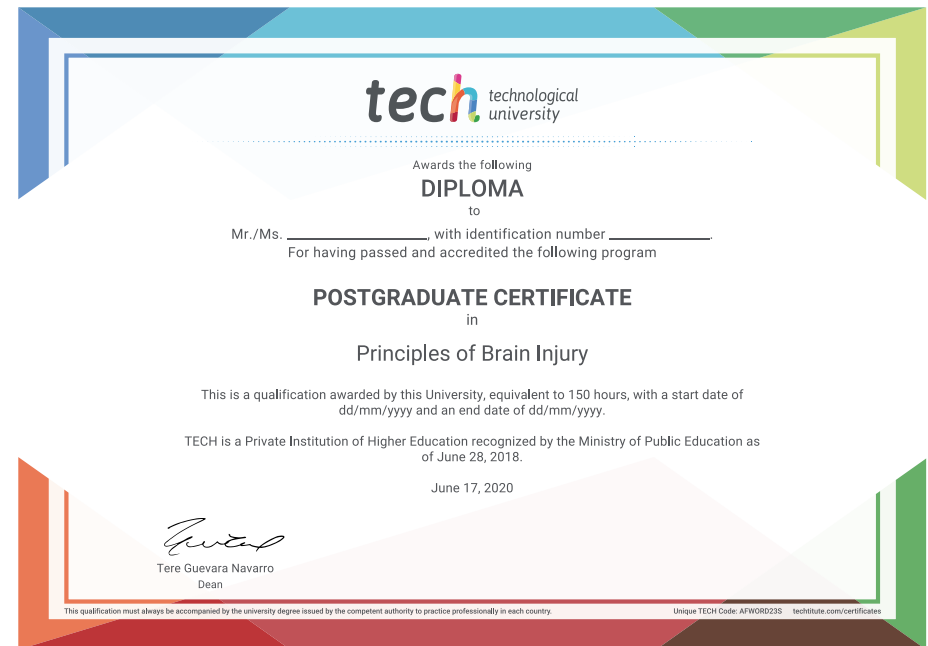 tech technological
university
Awards the following
DIPLOMA
to
Mr./Ms. ____________________, with identification number ______________.
For having passed and accredited the following program
POSTGRADUATE CERTIFICATE
in
Principles of Brain Injury
This is a qualification awarded by this University, equivalent to 150 hours, with a start date of
dd/mm/yyyy and an end date of dd/mm/yyyy.
TECH is a Private Institution of Higher Education recognized by the Ministry of Public Education as
of June 28, 2018.
June 17, 2020
Tere Guevara Navarro
Dean
This qualification must always be accompanied by the university degree issued by the competent authority to practice professionally in each country.
Unique TECH Code: AFWORD23S techtitute.com/certificates